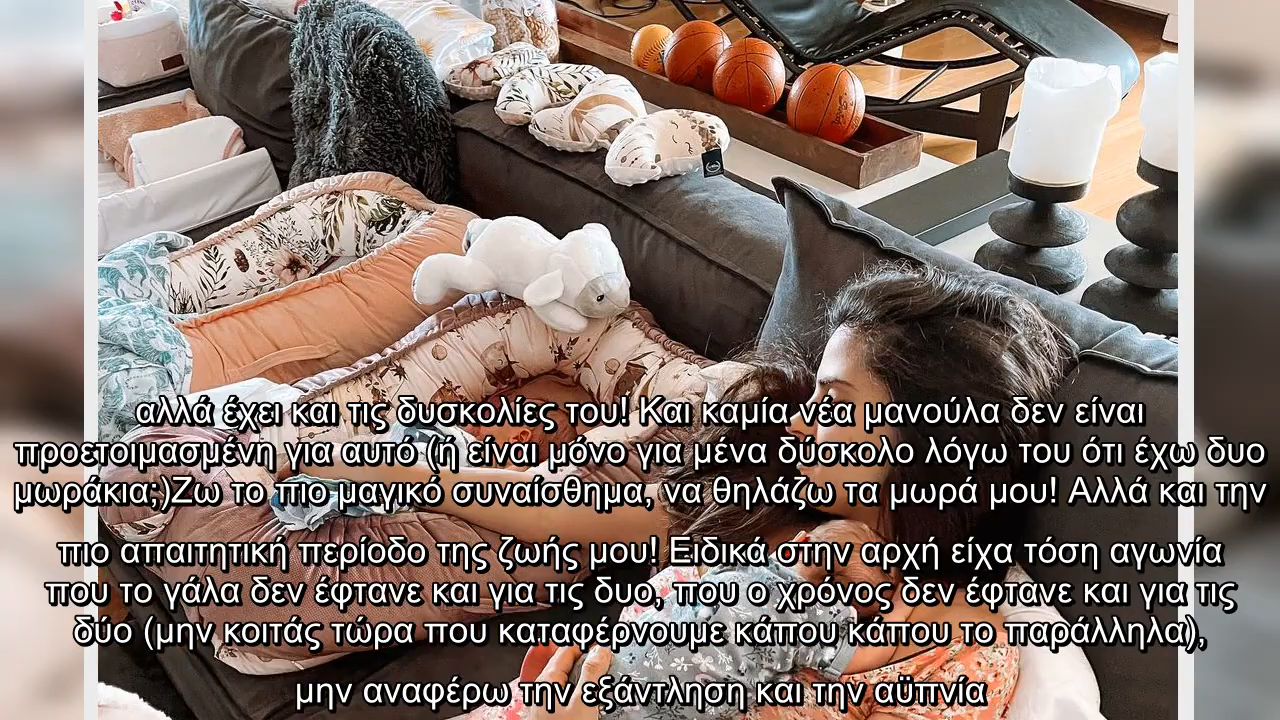 αλλά έχει και τις δυσκολίες του! Και καμία νέα μανούλα δεν είναι
προετοιμασμένη για αυτό (ή είναι μόνο για μένα δύσκολο λόγω του ότι έχω δυο
μωράκια;)Ζω το πιο μαγικό συναίσθημα, να θηλάζω τα μωρά μου! Αλλά και την
πιο απαιτητική περίοδο της ζωής μου! Ειδικά στην αρχή είχα τόση αγωνία
που το γάλα δεν έφτανε και για τις δυο, που ο χρόνος δεν έφτανε και για τις
δύο (μην κοιτάς τώρα που καταφέρνουμε κάπου κάπου το παράλληλα),
μην αναφέρω την εξάντληση και την αϋπνία